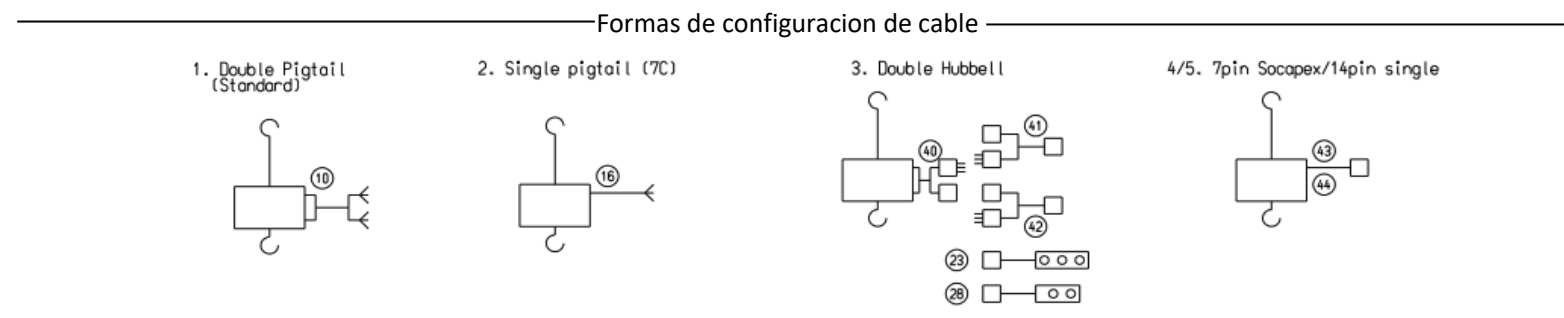 Formas de configuracion de cable
1. Double Pigtail
(Standard)
2. Single pigtail (7C)
3. Double Hubbell
4/5. 7pin Socapex/14pin single
10
16
40
41
42
23
28
43
44